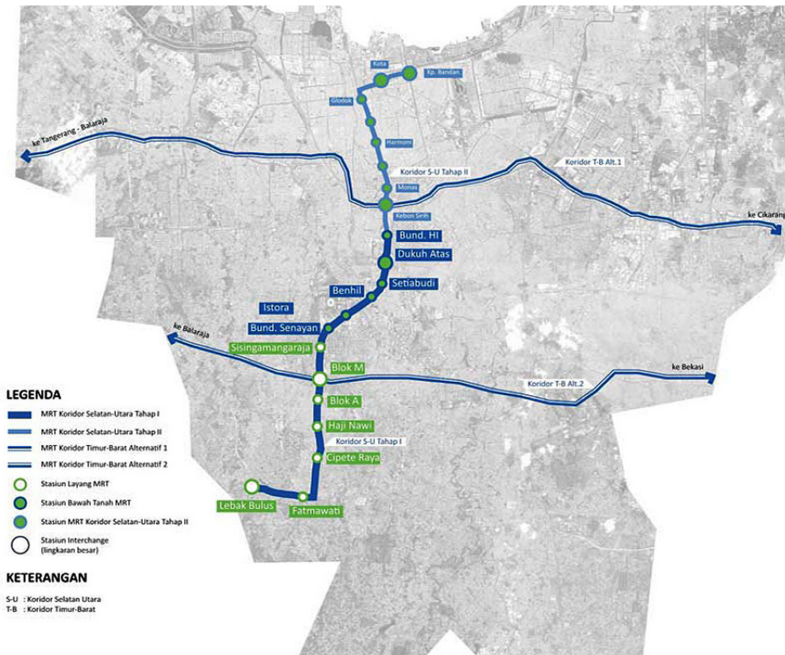 Kota
Kp. Bandan
Glodok
ke Tangerang - Balaraja
Harmoni
Koridor T-B Alt.1
Koridor S-U Tahap II
Monas
Kebon Sirih
ke Cikarang
Bund. HI
Dukuh Atas
Setiabudi
Benhil
Istora
Bund. Senayan
ke Balaraja
Sisingamangaraja
Blok M
ke Bekasi
Koridor T-B Alt.2
Blok A
Haji Nawi
Koridor S-U Tahap I
Cipete Raya
Lebak Bulus
Fatmawati
LEGENDA
MRT Koridor Selatan-Utara Tahap I
MRT Koridor Selatan-Utara Tahap II
MRT Koridor Timur-Barat Alternatif 1
MRT Koridor Timur-Barat Alternatif 2
Stasiun Layang MRT
Stasiun Bawah Tanah MRT
Stasiun MRT Koridor Selatan-Utara Tahap II
Stasiun Interchange
(lingkaran besar)
KETERANGAN
S-U : Koridor Selatan Utara
T-B : Koridor Timur-Barat